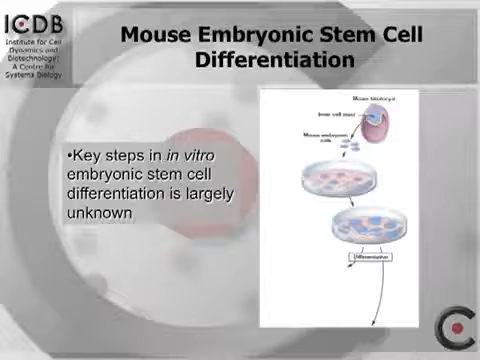 ICDB
Institute for Cell
Dynamics and
Biotechnology:
A Centre for
Systems Biology
Mouse Embryonic Stem Cell
Differentiation
•Key steps in in vitro
embryonic stem cell
differentiation is largely
unknown
Mouse blastocyst
Inner cell mass
Mouse embryonic
cells
Differentiation